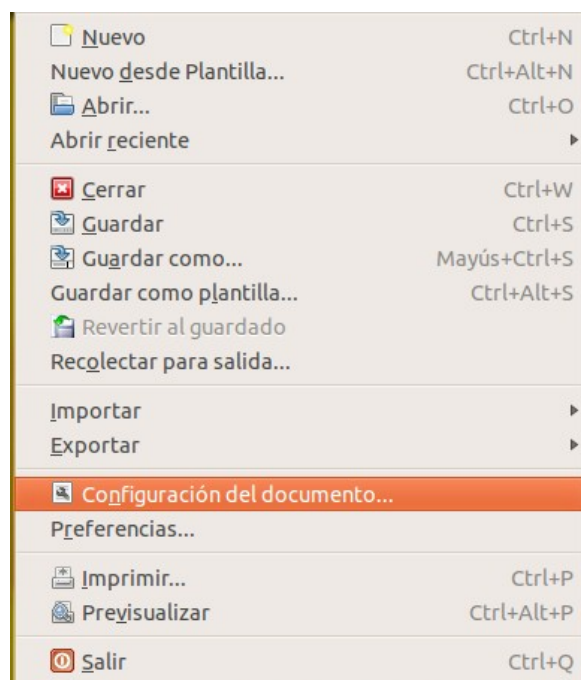 Nuevo Ctrl+N
Nuevo desde Plantilla... Ctrl+Alt+N
Abrir... Ctrl+O
Abrir reciente
Cerrar Ctrl+W
Guardar Ctrl+S
Guardar como... Mayús+Ctrl+S
Guardar como plantilla... Ctrl+Alt+S
Revertir al guardado
Recolectar para salida...
Importar
Exportar
Configuración del documento...
Preferencias...
Imprimir... Ctrl+P
Previsualizar Ctrl+Alt+P
Salir Ctrl+Q